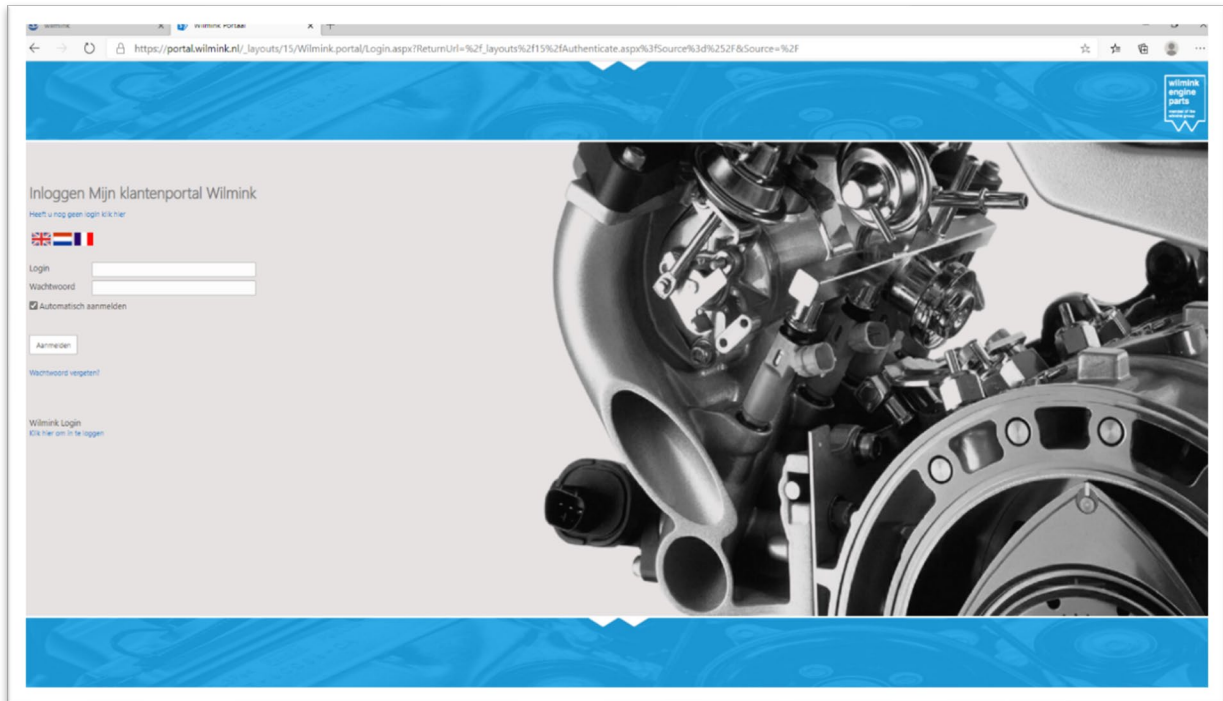 wilmink
Wilmink Portaal
https://portal.wilmink.nl/_layouts/15/Wilmink.portal/Login.aspx?ReturnUrl=%2f_layouts%2f15%2fAuthenticate.aspx%3fSource%3d%252F&Source=%2F
wilmink
engine
parts
Inloggen Mijn klantenportal Wilmink
Heeft u nog geen login klik hier
Login
Wachtwoord
Automatisch aanmelden
Aanmelden
Wachtwoord vergeten?
Wilmink Login
Klik hier om in te loggen